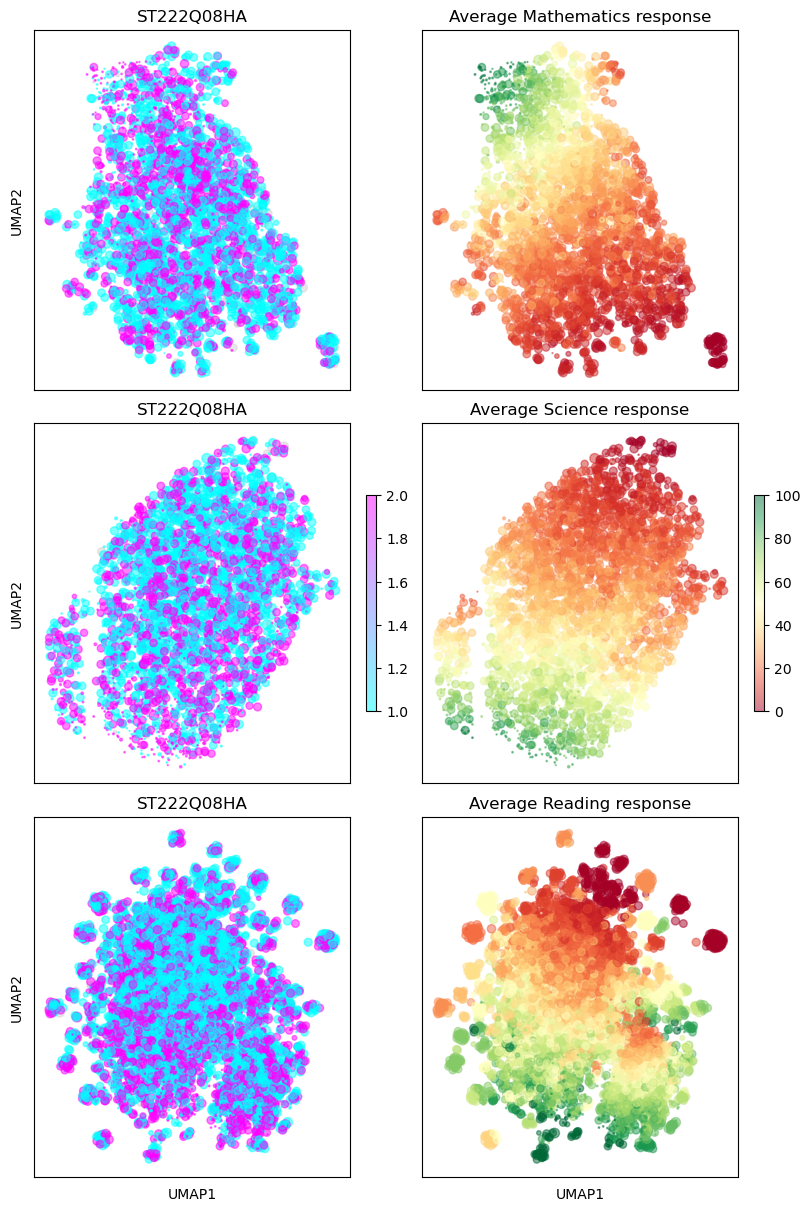 ST222Q08HA
Average Mathematics response
UMAP2
ST222Q08HA
Average Science response
UMAP2
2.0
1.8
1.6
1.4
1.2
1.0
100
80
60
40
20
0
ST222Q08HA
Average Reading response
UMAP2
UMAP1
UMAP1